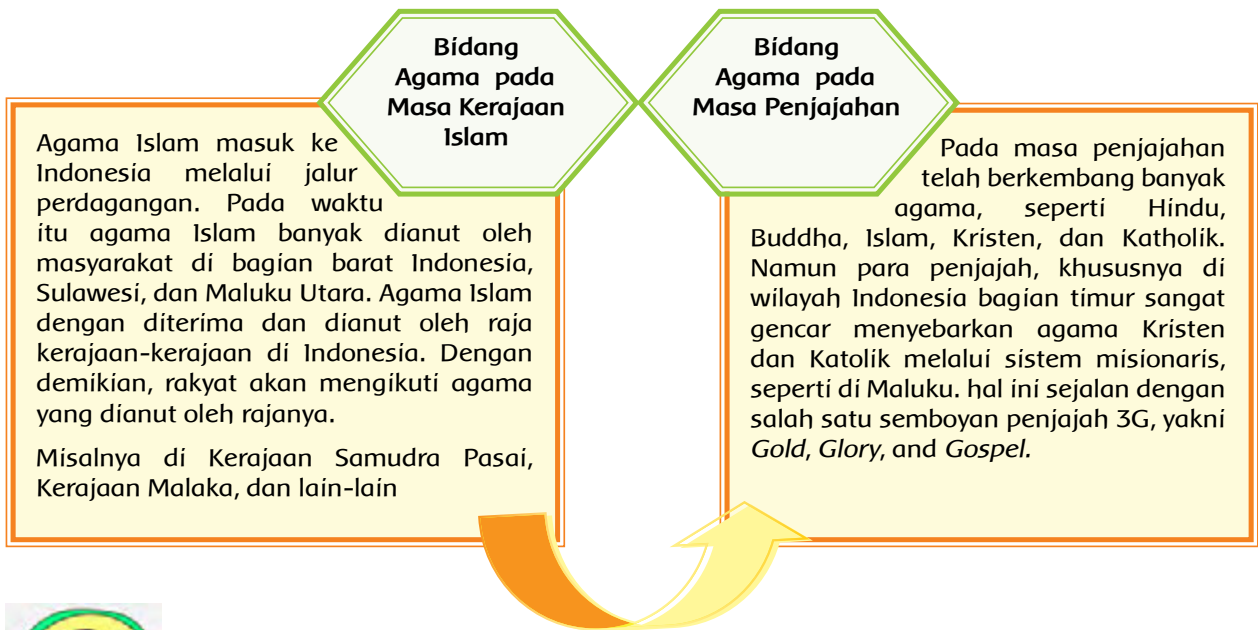 Bidang
Agama pada
Masa Kerajaan
Islam
Agama Islam masuk ke
Indonesia melalui jalur
perdagangan. Pada waktu
itu agama Islam banyak dianut oleh
masyarakat di bagian barat Indonesia,
Sulawesi, dan Maluku Utara. Agama Islam
dengan diterima dan dianut oleh raja
kerajaan-kerajaan di Indonesia. Dengan
demikian, rakyat akan mengikuti agama
yang dianut oleh rajanya.
Misalnya di Kerajaan Samudra Pasai,
Kerajaan Malaka, dan lain-lain
Bidang
Agama pada
Masa Penjajahan
Pada masa penjajahan
telah berkembang banyak
agama, seperti Hindu,
Buddha, Islam, Kristen, dan Katholik.
Namun para penjajah, khususnya di
wilayah Indonesia bagian timur sangat
gencar menyebarkan agama Kristen
dan Katolik melalui sistem misionaris,
seperti di Maluku. hal ini sejalan dengan
salah satu semboyan penjajah 3G, yakni
Gold, Glory, and Gospel.